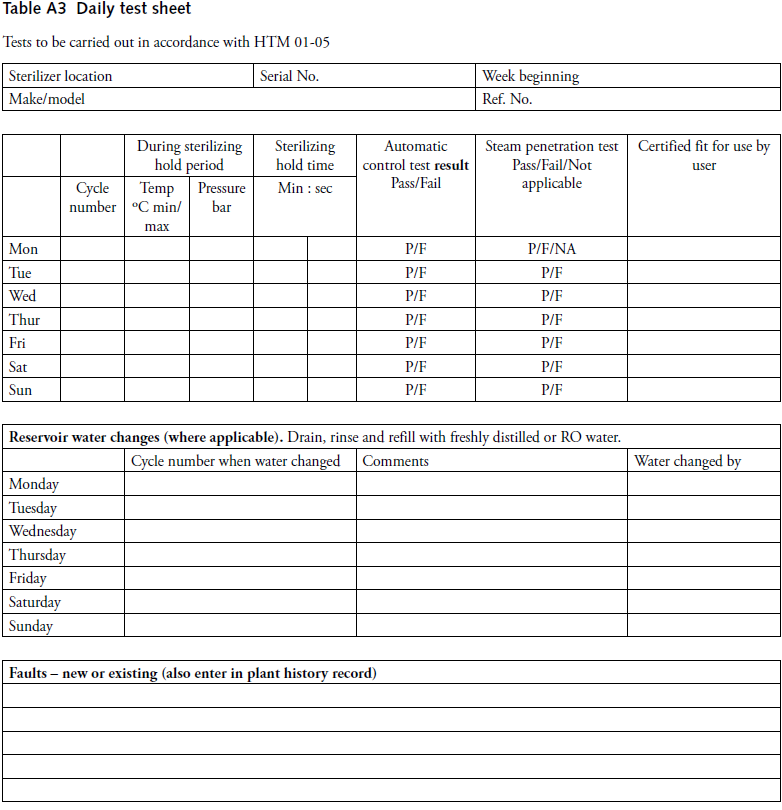 Table A3 Daily test sheet
Tests to be carried out in accordance with HTM 01-05
Sterilizer location Serial No. Week beginning
Make/model Ref. No.
During sterilizing hold period Sterilizing hold time Automatic control test result Pass/Fail Steam penetration test Pass/Fail/Not applicable Certified fit for use by user
Cycle number Temp ºC min/max Pressure bar Min : sec
Mon P/F P/F/NA
Tue P/F P/F
Wed P/F P/F
Thur P/F P/F
Fri P/F P/F
Sat P/F P/F
Sun P/F P/F
Reservoir water changes (where applicable). Drain, rinse and refill with freshly distilled or RO water.
Cycle number when water changed Comments Water changed by
Monday
Tuesday
Wednesday
Thursday
Friday
Saturday
Sunday
Faults – new or existing (also enter in plant history record)